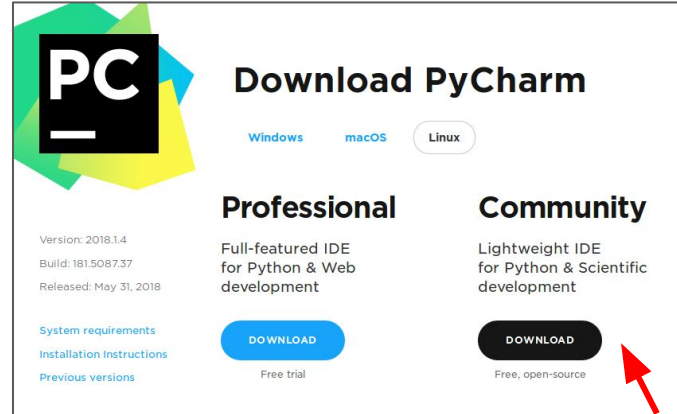 PC
Download PyCharm
Windows macOS Linux
Professional
Full-featured IDE
for Python & Web
development
DOWNLOAD
Free trial
Community
Lightweight IDE
for Python & Scientific
development
DOWNLOAD
Free, open-source
Version: 2018.1.4
Build: 181.5087.37
Released: May 31, 2018
System requirements
Installation Instructions
Previous versions